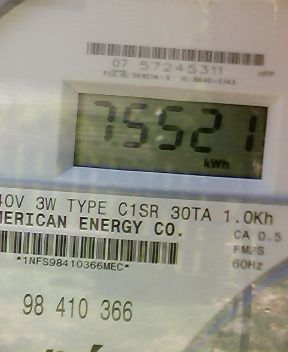 07 57245311
75521
kWh
40V 3W TYPE C1SR 30TA 1.0Kh
MERICAN ENERGY CO.
CA 0.5
FM2S
60Hz
*1NFS98410366MEC*
98 410 366